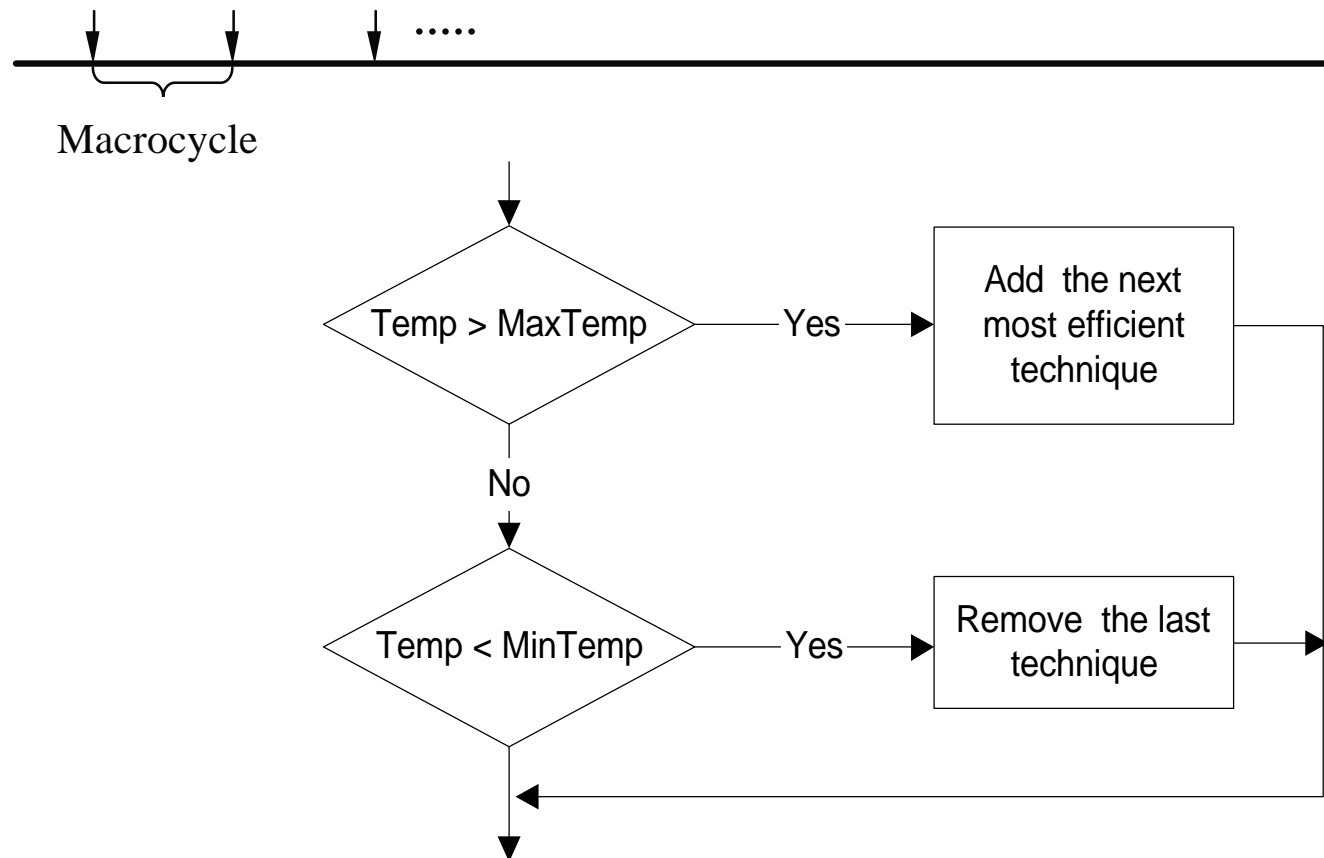 .....
Macrocycle
Temp > MaxTemp
Yes
Add the next
most efficient
technique
No
Temp < MinTemp
Yes
Remove the last
technique